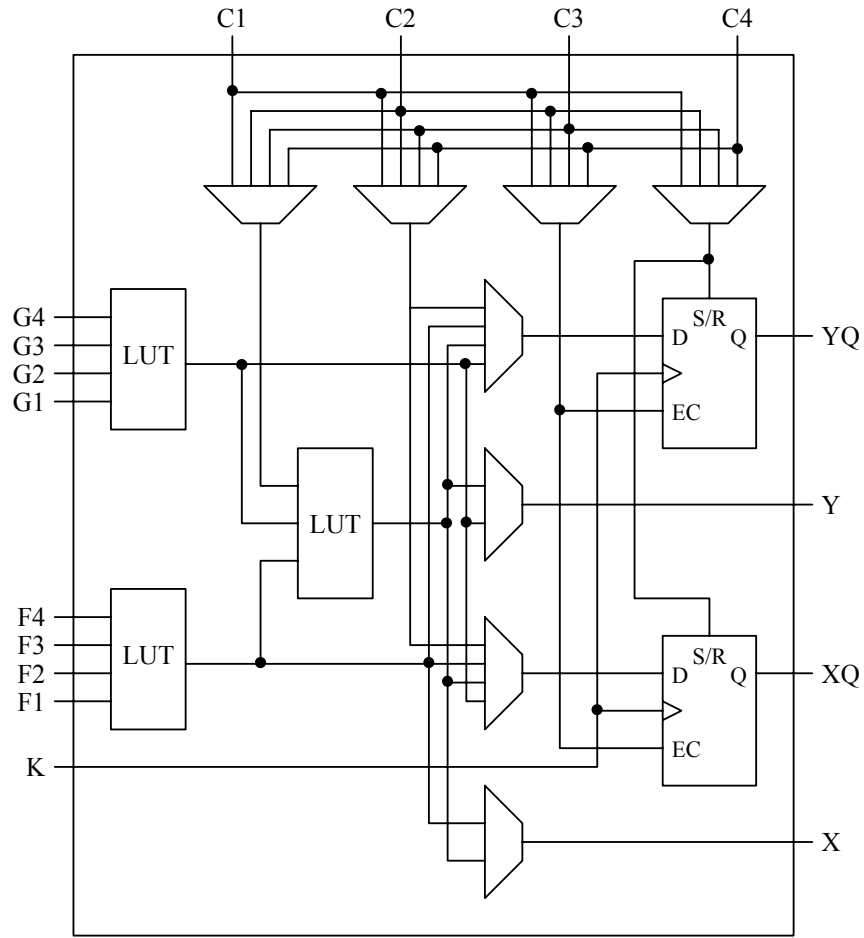 C1 C2 C3 C4
G4
G3
G2
G1
LUT
S/R
D Q
EC
YQ
LUT
Y
F4
F3
F2
F1
LUT
S/R
D Q
EC
XQ
K
X